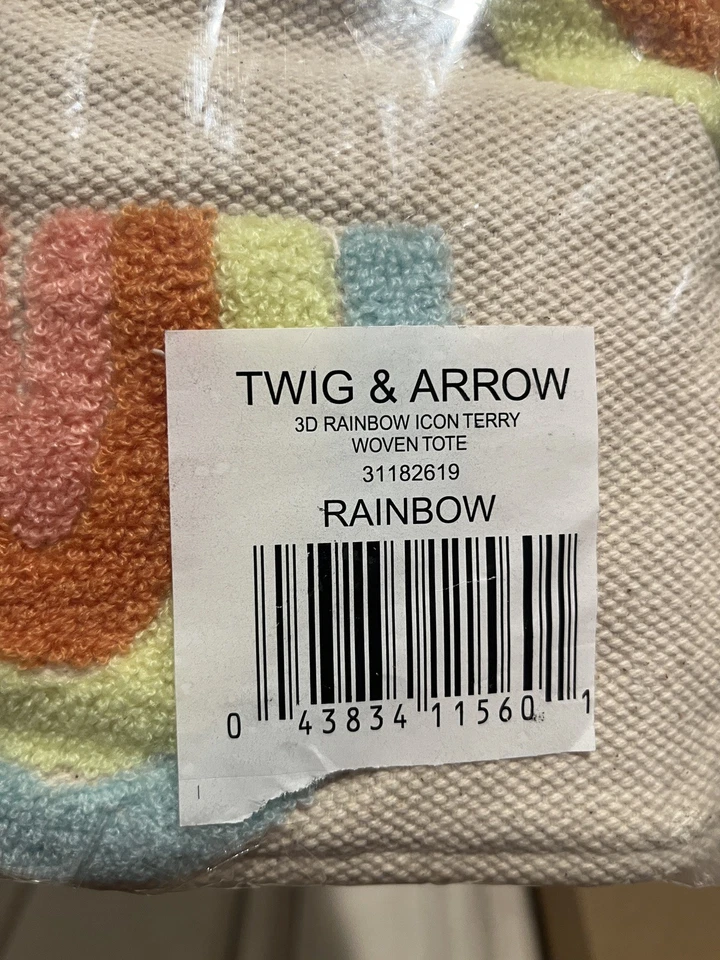 TWIG & ARROW
3D RAINBOW ICON TERRY
WOVEN TOTE
31182619
RAINBOW
0 43834 11560 1